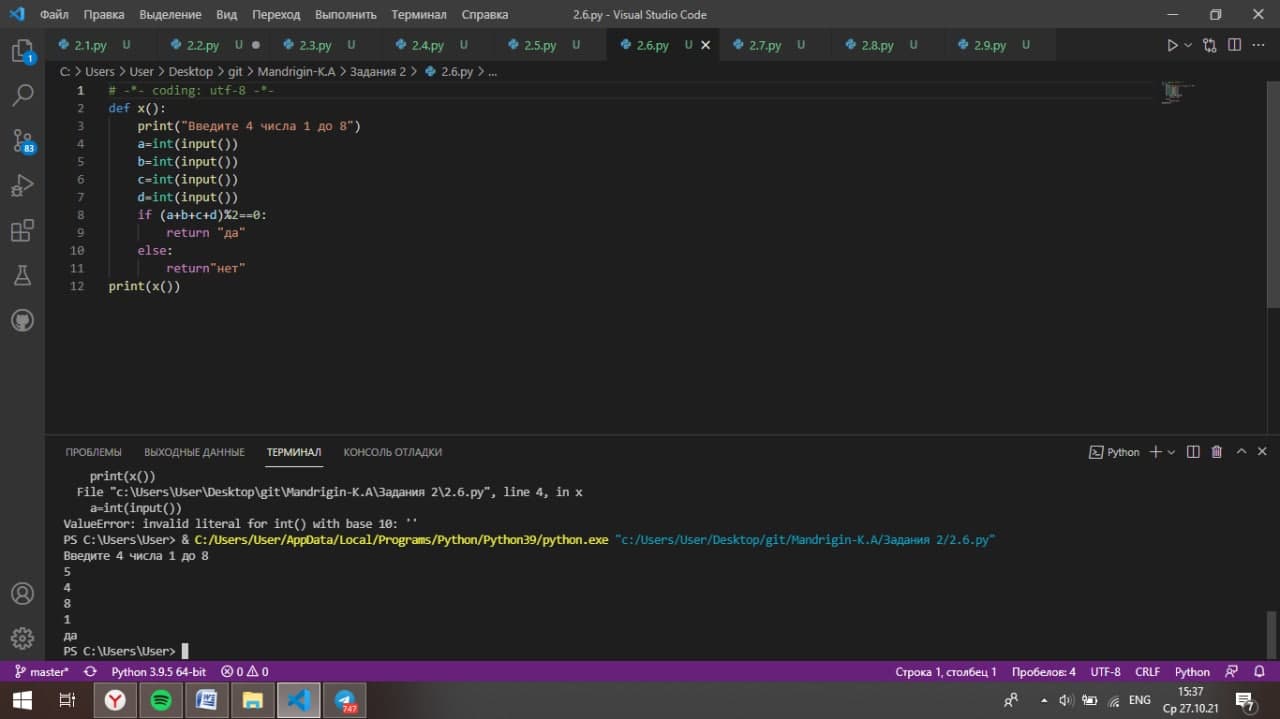 Файл Правка Выделение Вид Переход Выполнить Терминал Справка 2.6.py - Visual Studio Code
2.1.py U 2.2.py U 2.3.py U 2.4.py U 2.5.py U 2.6.py U 2.7.py U 2.8.py U 2.9.py U
1
C: > Users > User > Desktop > git > Mandrigin-K.A > Задания 2 > 2.6.py > ...
1 # -*- coding: utf-8 -*-
2 def x():
3 print("Введите 4 числа 1 до 8")
4 a=int(input())
83
5 b=int(input())
6 c=int(input())
7 d=int(input())
8 if (a+b+c+d)%2==0:
9 return "да"
10 else:
11 return"нет"
12 print(x())
ПРОБЛЕМЫ ВЫХОДНЫЕ ДАННЫЕ ТЕРМИНАЛ КОНСОЛЬ ОТЛАДКИ Python
print(x())
File "c:\Users\User\Desktop\git\Mandrigin-K.A\Задания 2\2.6.py", line 4, in x
a=int(input())
ValueError: invalid literal for int() with base 10: ''
PS C:\Users\User> & C:/Users/User/AppData/Local/Programs/Python/Python39/python.exe "c:/Users/User/Desktop/git/Mandrigin-K.A/Задания 2/2.6.py"
Введите 4 числа 1 до 8
5
4
8
1
да
PS C:\Users\User>
master* Python 3.9.5 64-bit 0 0 Строка 1, столбец 1 Пробелов: 4 UTF-8 CRLF Python
747 ENG 15:37 7
Ср 27.10.21